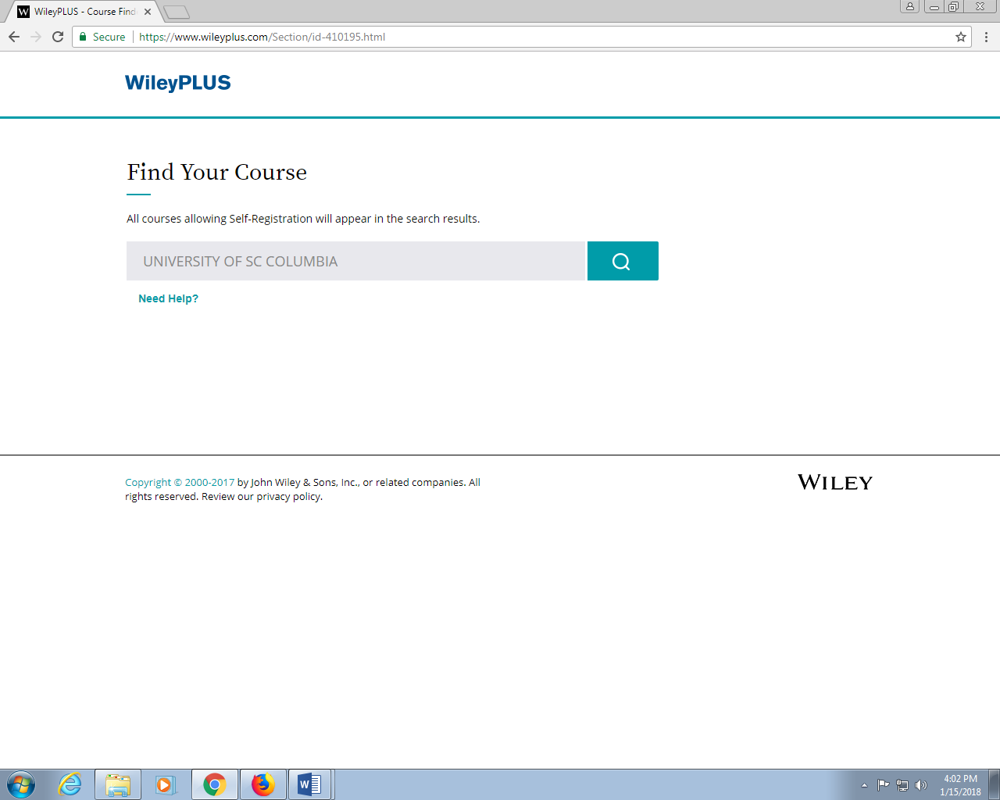 WileyPLUS - Course Find
Secure
https://www.wileyplus.com/Section/id-410195.html
WileyPLUS
Find Your Course
All courses allowing Self-Registration will appear in the search results.
UNIVERSITY OF SC COLUMBIA
Need Help?
Copyright © 2000-2017 by John Wiley & Sons, Inc., or related companies. All
rights reserved. Review our privacy policy.
WILEY
4:02 PM
1/15/2018